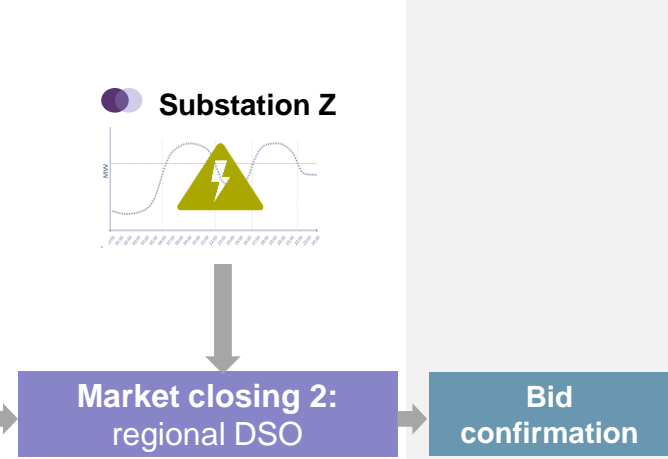 Substation Z
MW
Market closing 2:
regional DSO
Bid
confirmation